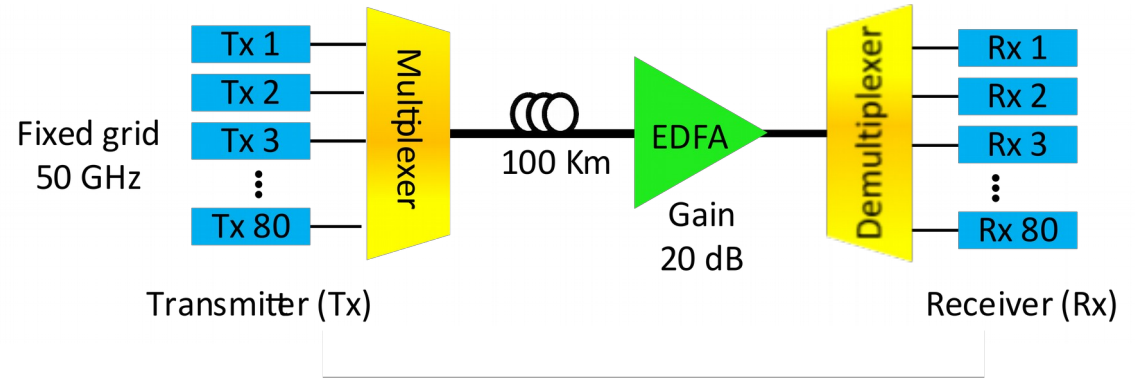 Fixed grid
50 GHz
Tx 1
Tx 2
Tx 3
Tx 80
Transmitter (Tx)
Multiplexer
100 Km
EDFA
Gain
20 dB
Demultiplexer
Rx 1
Rx 2
Rx 3
Rx 80
Receiver (Rx)